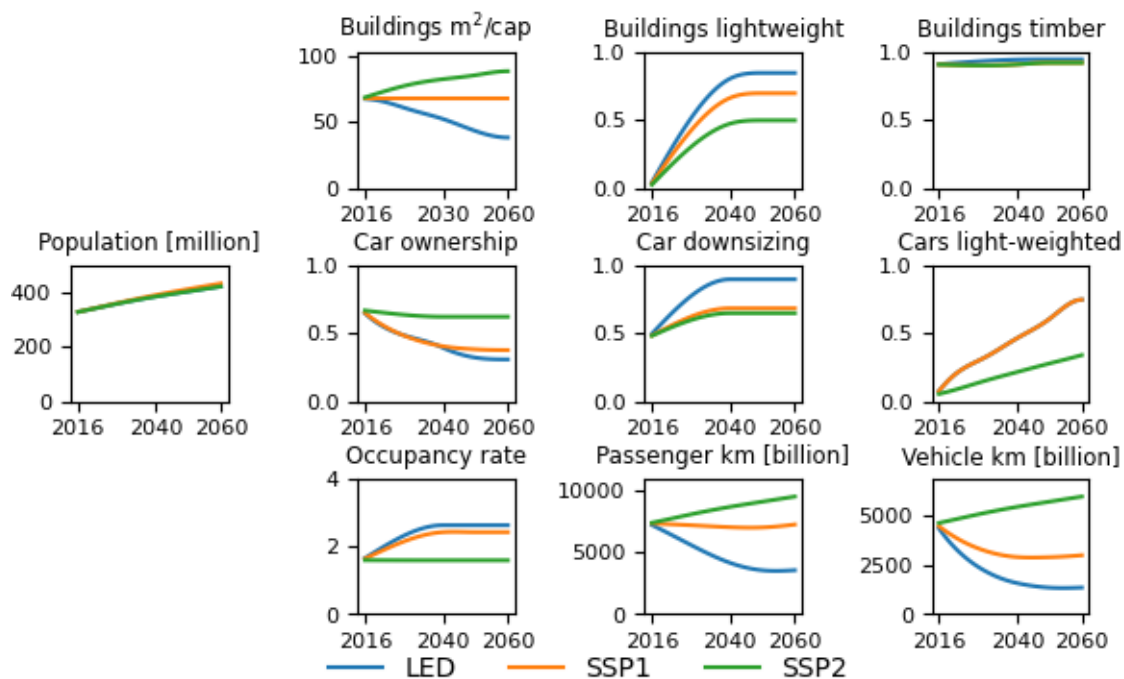 Buildings m²/cap Buildings lightweight Buildings timber
100 1.0 1.0
50 0.5 0.5
0 0.0 0.0
2016 2030 2060 2016 2040 2060 2016 2040 2060
Population [million] Car ownership Car downsizing Cars light-weighted
400 1.0 1.0 1.0
200 0.5 0.5 0.5
0 0.0 0.0 0.0
2016 2040 2060 2016 2040 2060 2016 2040 2060 2016 2040 2060
Occupancy rate Passenger km [billion] Vehicle km [billion]
4 10000 5000
2 5000 2500
0 0 0
2016 2040 2060 2016 2040 2060 2016 2040 2060
LED SSP1 SSP2